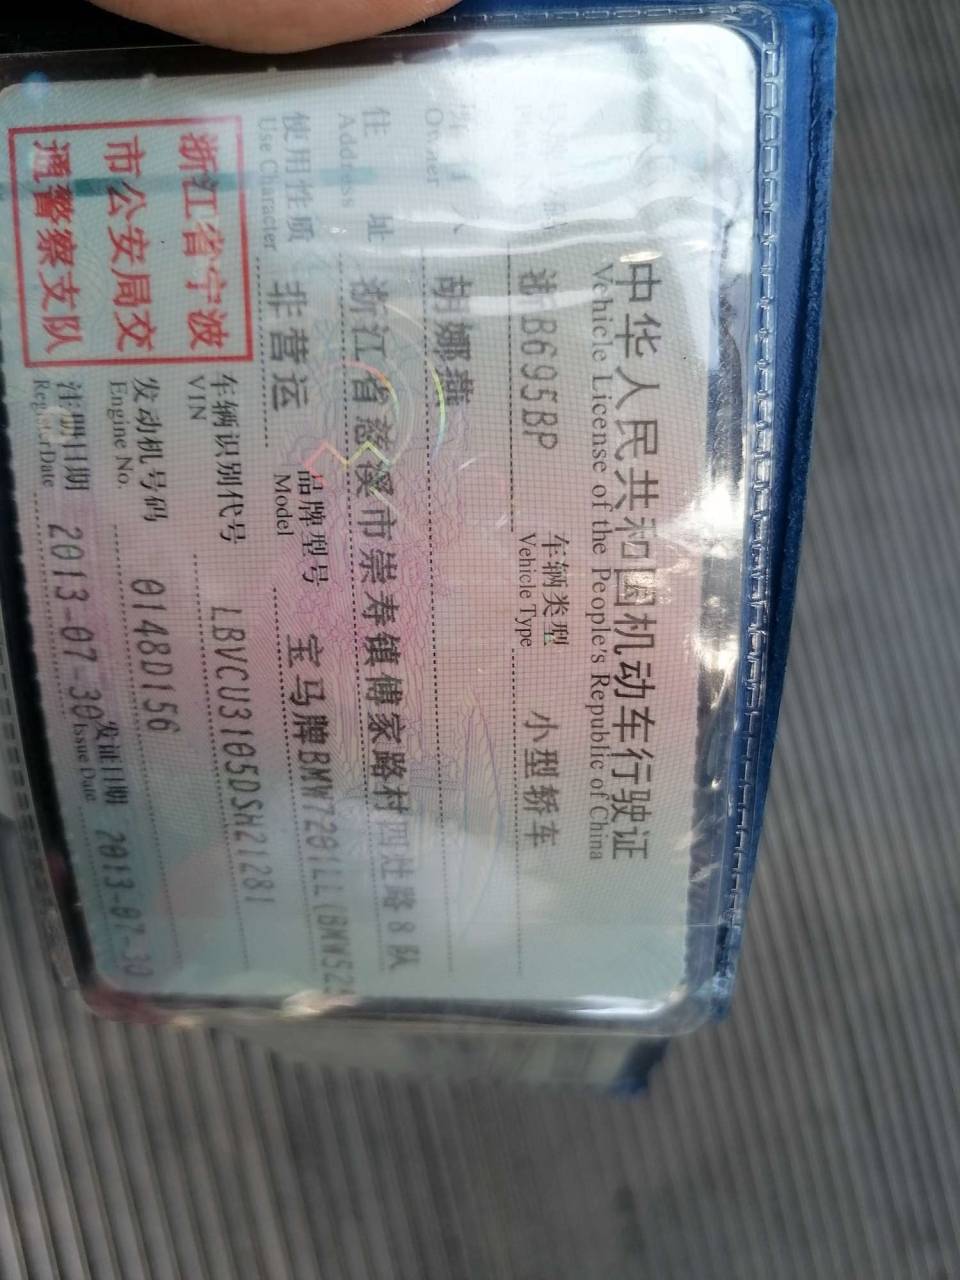 中华人民共和国机动车行驶证
Vehicle License of the People's Republic of China
浙B6695BP 车辆类型 小型轿车
Vehicle Type
Owner 胡娜燕
住 址 浙江省慈溪市崇寿镇傅家路村四灶路8队
Address
使用性质 非营运 品牌型号 宝马牌BMW7201LL(BMW525
Use Character Model
浙江省宁波
市公安局交
通警察支队
车辆识别代号 LBVCU3105DSH21281
VIN
发动机号码 0148D156
Engine No.
注册日期 2013-07-30 发证日期 2013-07-30
Register Date Issue Date